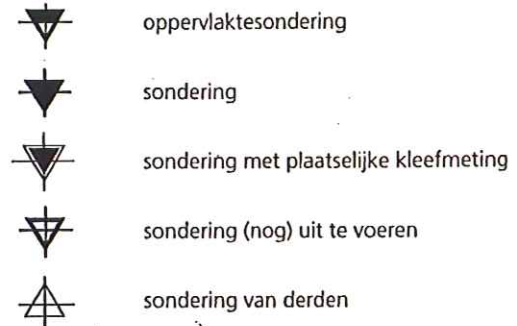 oppervlaktesondering
sondering
sondering met plaatselijke kleefmeting
sondering (nog) uit te voeren
sondering van derden